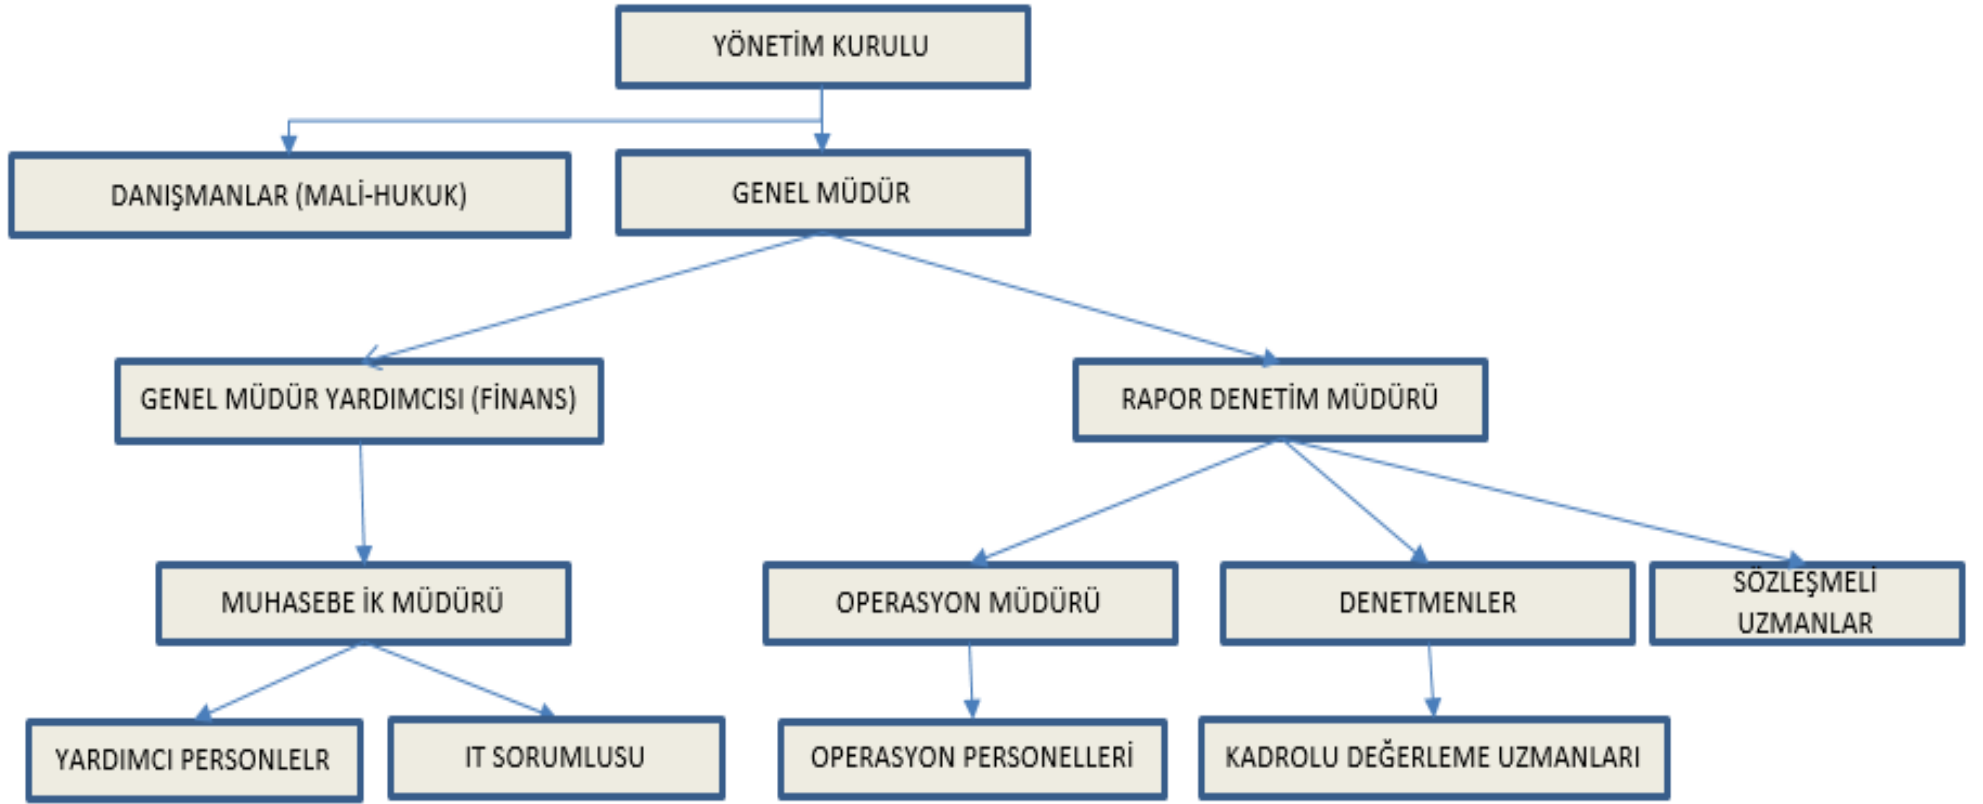 YÖNETİM KURULU
DANIŞMANLAR (MALİ-HUKUK)
GENEL MÜDÜR
GENEL MÜDÜR YARDIMCISI (FİNANS)
RAPOR DENETİM MÜDÜRÜ
MUHASEBE İK MÜDÜRÜ
OPERASYON MÜDÜRÜ
DENETMENLER
SÖZLEŞMELİ
UZMANLAR
YARDIMCI PERSONLELR
IT SORUMLUSU
OPERASYON PERSONELLERİ
KADROLU DEĞERLEME UZMANLARI